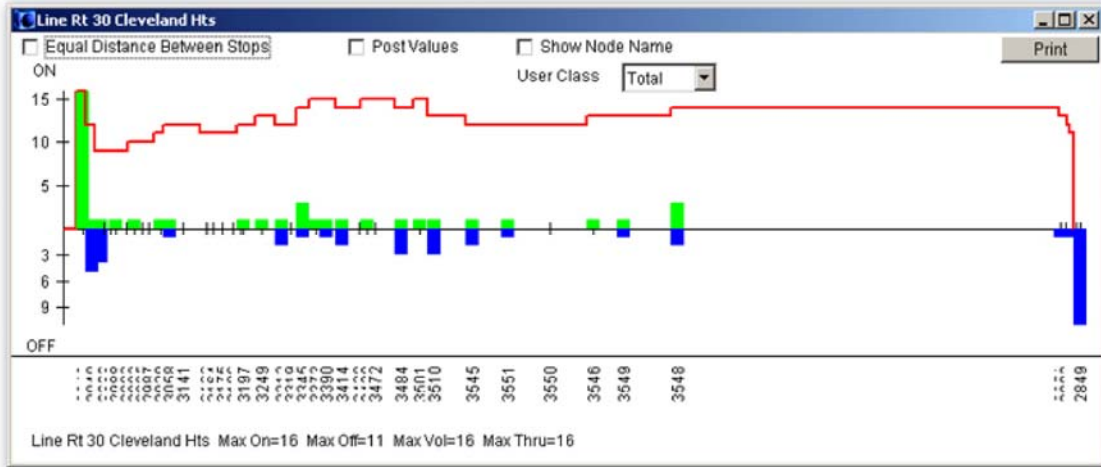 Line Rt 30 Cleveland Hts
Equal Distance Between Stops
Post Values
Show Node Name
Print
ON
User Class
Total
15
10
5
3
6
9
OFF
3141
3197
3249
3345
3390
3414
3472
3484
3501
3510
3545
3551
3550
3546
3549
3548
2849
Line Rt 30 Cleveland Hts Max On=16 Max Off=11 Max Vol=16 Max Thru=16